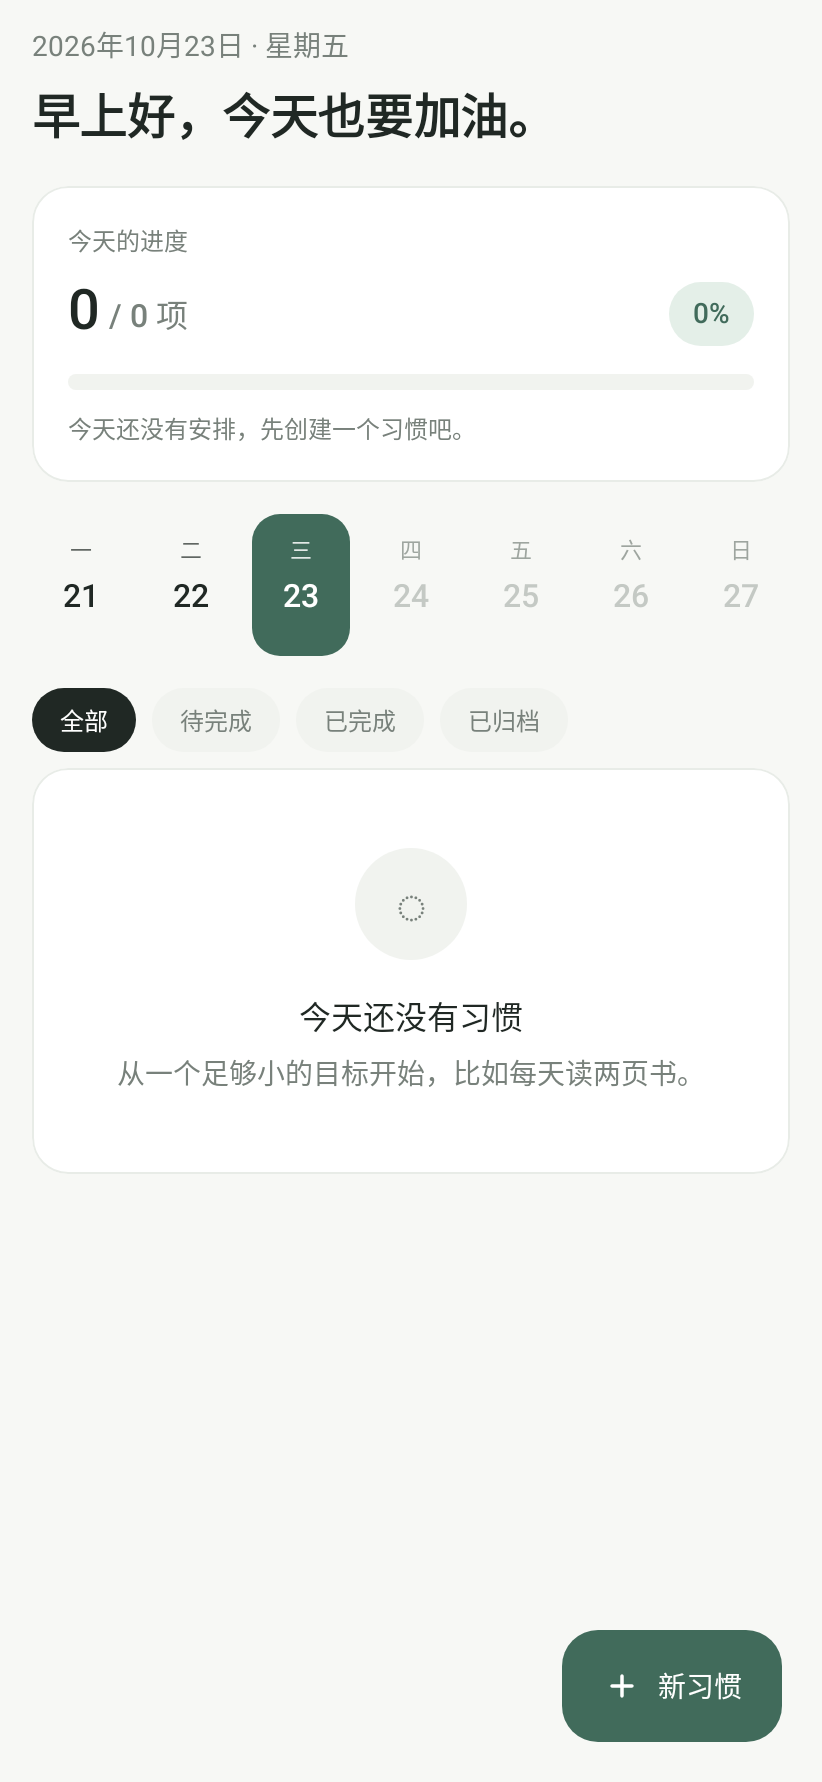 2026年10月23日 · 星期五
早上好，今天也要加油。
今天的进度
0 / 0 项
0%
今天还没有安排，先创建一个习惯吧。
一 二 三 四 五 六 日
21 22 23 24 25 26 27
全部 待完成 已完成 已归档
今天还没有习惯
从一个足够小的目标开始，比如每天读两页书。
+ 新习惯